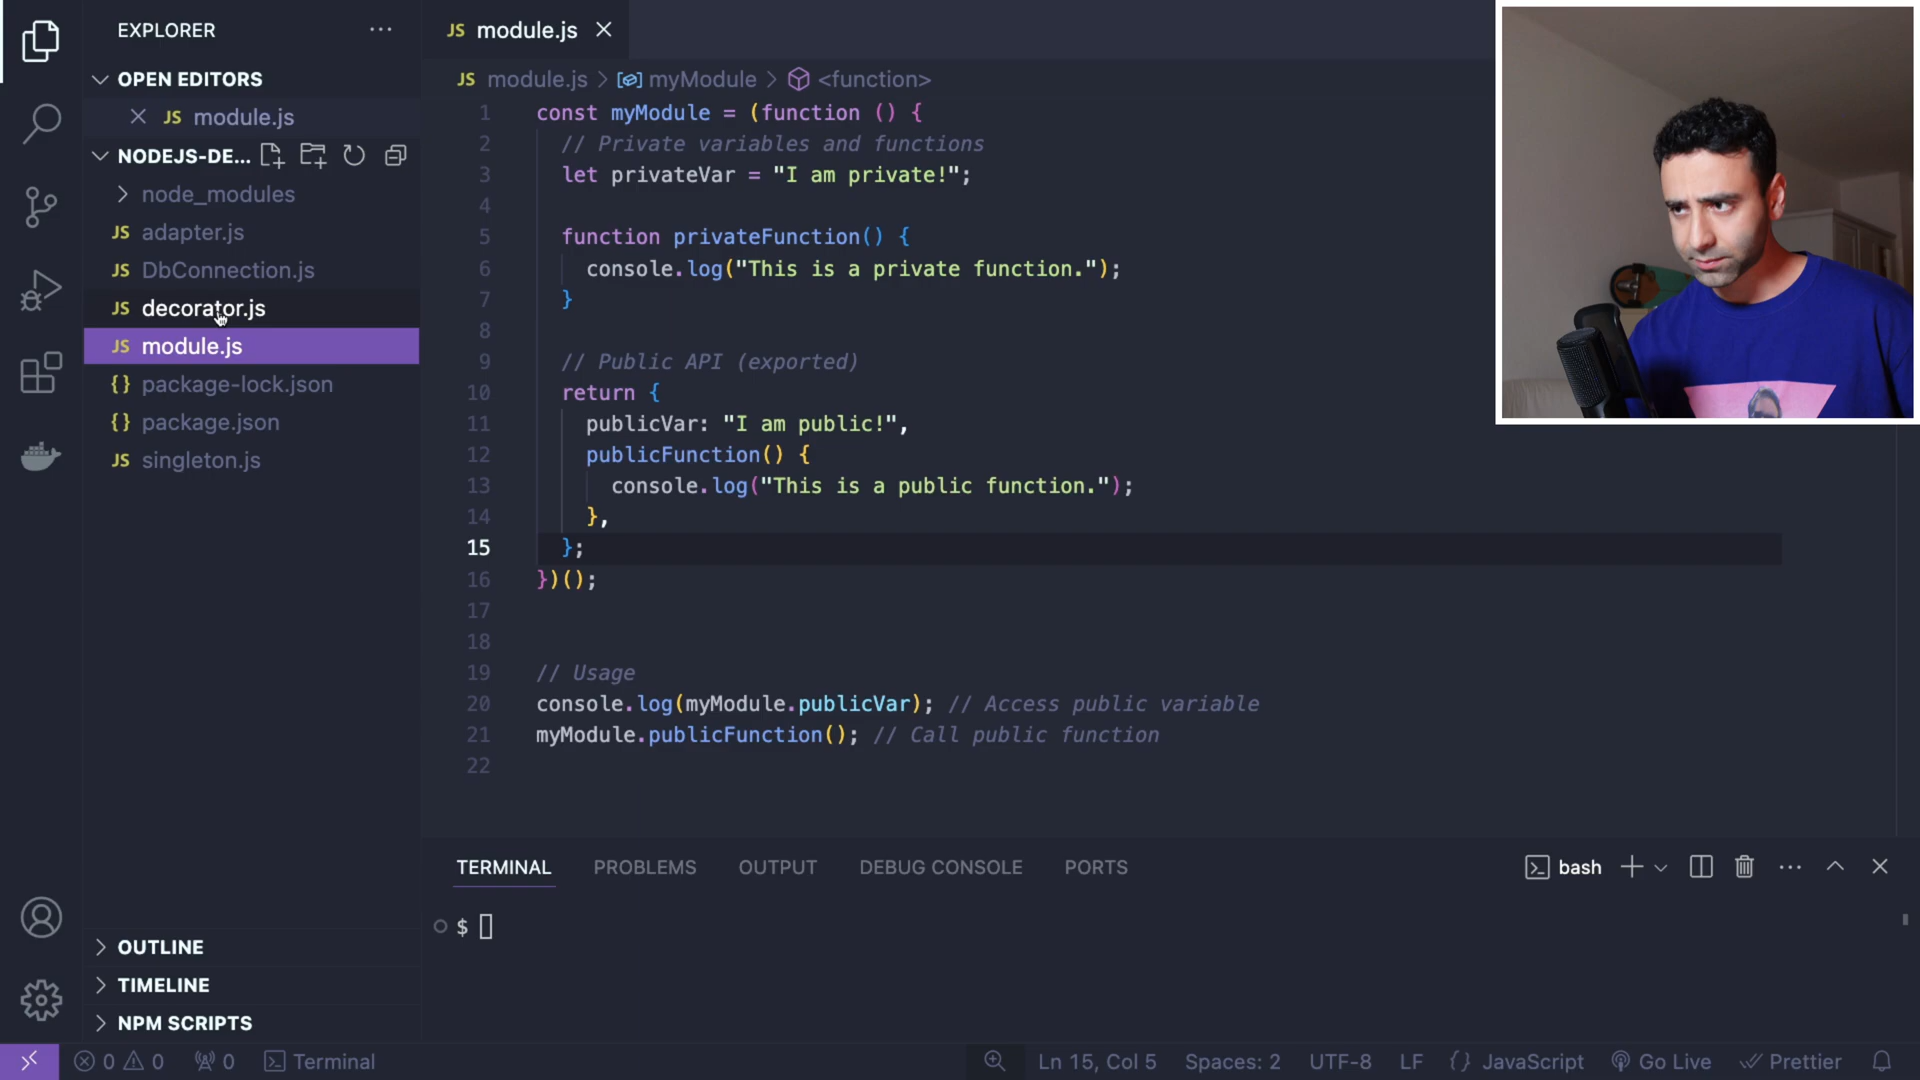 EXPLORER
OPEN EDITORS
JS module.js
NODEJS-DE...
node_modules
JS adapter.js
JS DbConnection.js
JS decorator.js
JS module.js
{} package-lock.json
{} package.json
JS singleton.js
OUTLINE
TIMELINE
NPM SCRIPTS
JS module.js
JS module.js > myModule > <function>
1 const myModule = (function () {
2 // Private variables and functions
3 let privateVar = "I am private!";
4
5 function privateFunction() {
6 console.log("This is a private function.");
7 }
8
9 // Public API (exported)
10 return {
11 publicVar: "I am public!",
12 publicFunction() {
13 console.log("This is a public function.");
14 },
15 };
16 })();
17
18
19 // Usage
20 console.log(myModule.publicVar); // Access public variable
21 myModule.publicFunction(); // Call public function
22
TERMINAL PROBLEMS OUTPUT DEBUG CONSOLE PORTS bash
$
0 0 0 Terminal Ln 15, Col 5 Spaces: 2 UTF-8 LF {} JavaScript Go Live Prettier